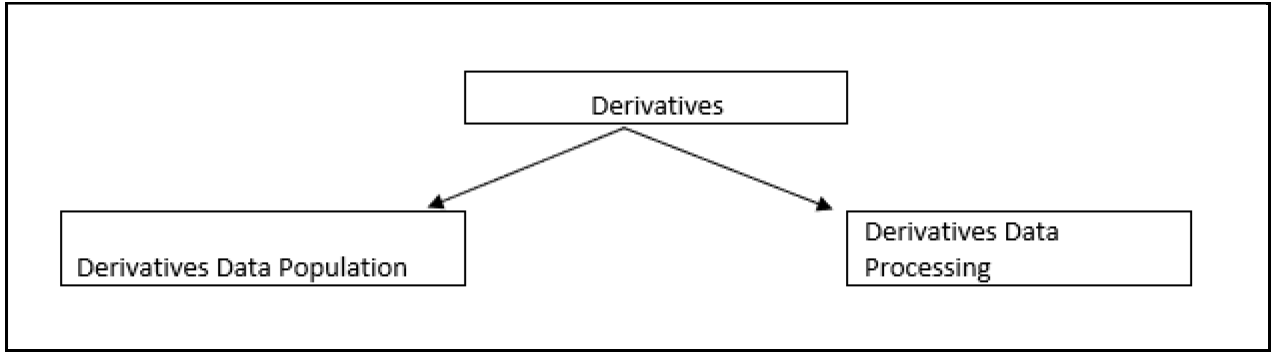 Derivatives
Derivatives Data Population
Derivatives Data
Processing